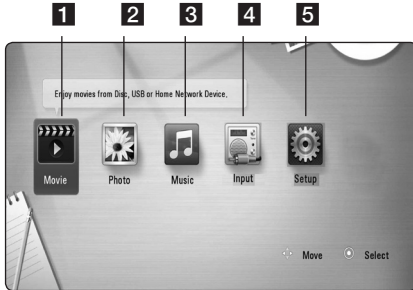 1 2 3 4 5
Enjoy movies from Disc, USB or Home Network Device.
Movie Photo Music Input Setup
Move Select